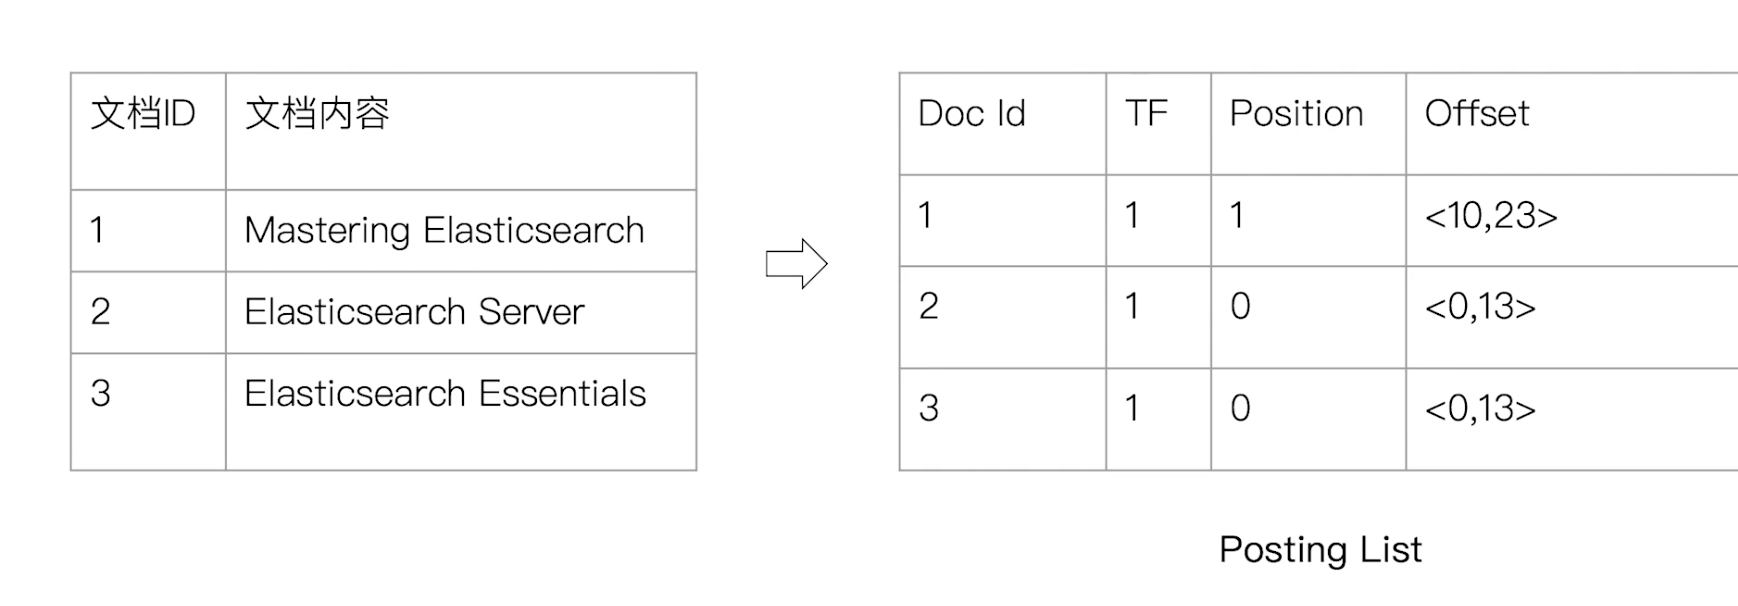 文档ID 文档内容
1 Mastering Elasticsearch
2 Elasticsearch Server
3 Elasticsearch Essentials
Doc Id TF Position Offset
1 1 1 <10,23>
2 1 0 <0,13>
3 1 0 <0,13>
Posting List